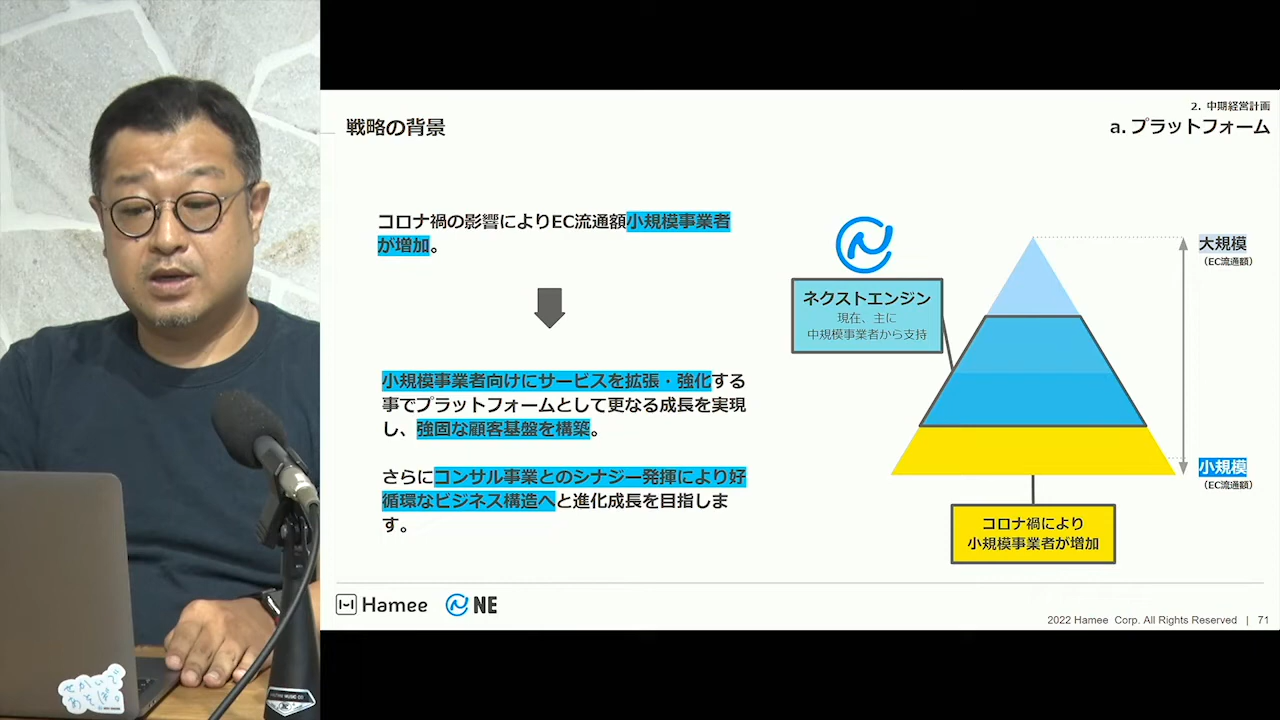 2. 中期経営計画
戦略の背景
a. プラットフォーム
コロナ禍の影響によりEC流通額小規模事業者
が増加。
小規模事業者向けにサービスを拡張・強化する
事でプラットフォームとして更なる成長を実現
し、強固な顧客基盤を構築。
さらにコンサル事業とのシナジー発揮により好
循環なビジネス構造へと進化成長を目指しま
す。
ネクストエンジン
現在、主に
中規模事業者から支持
大規模
（EC流通額）
小規模
（EC流通額）
コロナ禍により
小規模事業者が増加
Hamee
NE
2022 Hamee Corp. All Rights Reserved | 71
せかいで
あそぼ。